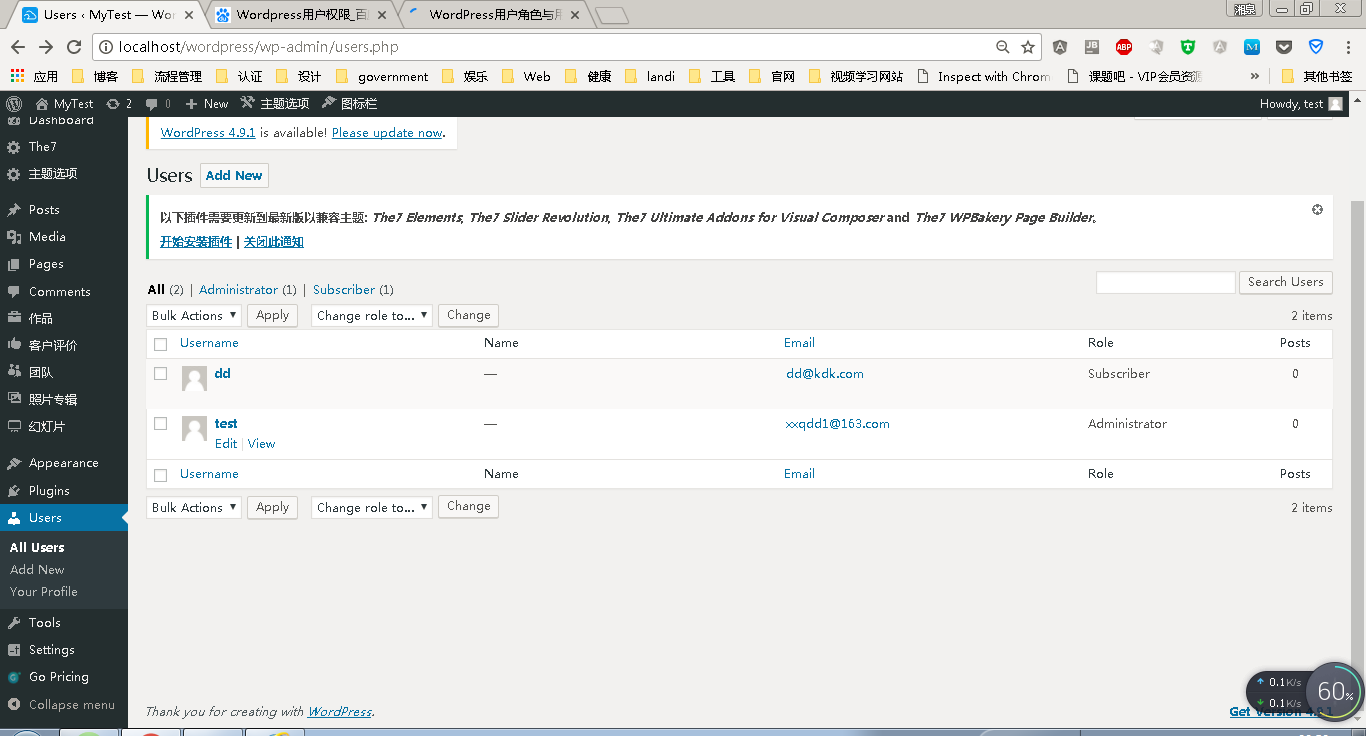 Users ‹ MyTest — Wor
Wordpress用户权限_百
WordPress用户角色与用
湘泉
localhost/wordpress/wp-admin/users.php
应用 博客 流程管理 认证 设计 government 娱乐 Web 健康 landi 工具 官网 视频学习网站 Inspect with Chrom 课题吧 - VIP会员资源 » 其他书签
MyTest 2 0 + New 主题选项 图标栏 Howdy, test
Dashboard
The7
主题选项
Posts
Media
Pages
Comments
作品
客户评价
团队
照片专辑
幻灯片
Appearance
Plugins
Users
All Users
Add New
Your Profile
Tools
Settings
Go Pricing
Collapse menu
WordPress 4.9.1 is available! Please update now.
Users Add New
以下插件需要更新到最新版以兼容主题: The7 Elements, The7 Slider Revolution, The7 Ultimate Addons for Visual Composer and The7 WPBakery Page Builder。
开始安装插件 | 关闭此通知
All (2) | Administrator (1) | Subscriber (1)
Search Users
Bulk Actions Apply Change role to... Change 2 items
Username Name Email Role Posts
dd — dd@kdk.com Subscriber 0
test — xxqdd1@163.com Administrator 0
Edit | View
Username Name Email Role Posts
Bulk Actions Apply Change role to... Change 2 items
Thank you for creating with WordPress.
Get Version 4.9.1
0.1K/s
0.1K/s
60%